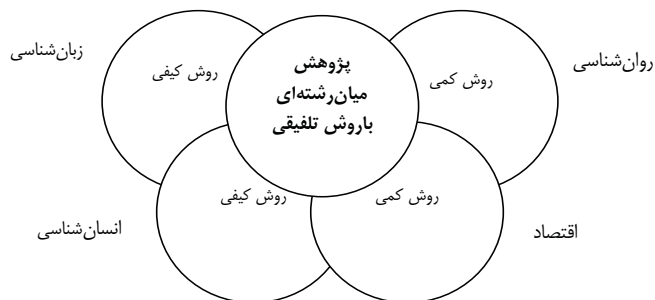 روان‌شناسی
روش کمی
پژوهش
میان‌رشته‌ای
باروش تلفیقی
روش کیفی
زبان‌شناسی
اقتصاد
روش کمی
روش کیفی
انسان‌شناسی